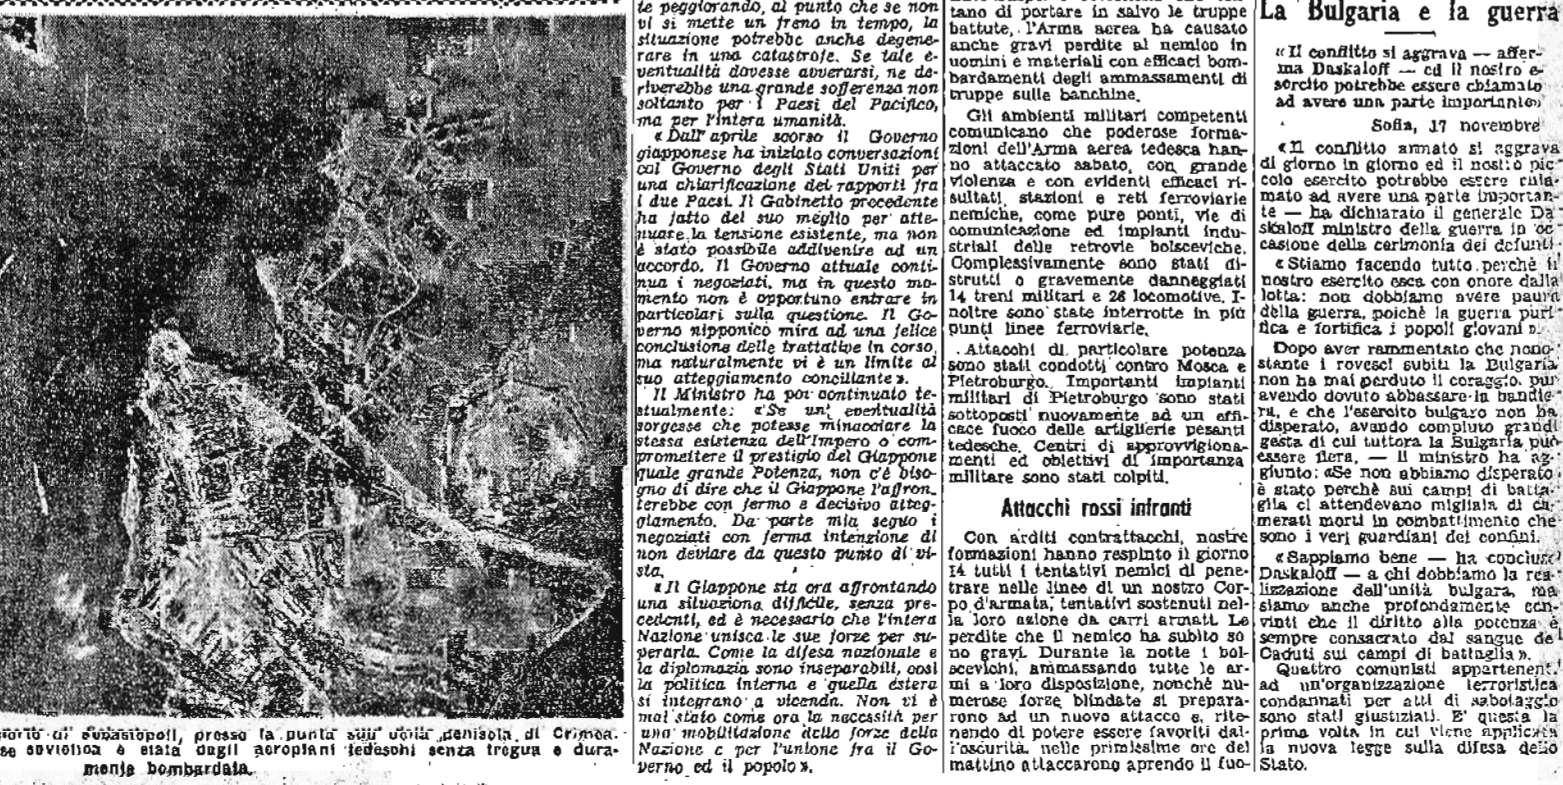 te peggiorando, al punto che se non
vi si mette un freno in tempo, la
situazione potrebbe anche degene-
rare in una catastrofe. Se tale e-
ventualità dovesse avverarsi, ne de-
riverebbe una grande sofferenza non
soltanto per i Paesi del Pacifico,
ma per l'intera umanità.
« Dall'aprile scorso il Governo
giapponese ha iniziato conversazioni
col Governo degli Stati Uniti per
una chiarificazione dei rapporti fra
i due Paesi. Il Gabinetto precedente
ha fatto del suo meglio per atte-
nuare la tensione esistente, ma non
è stato possibile addivenire ad un
accordo. Il Governo attuale conti-
nua i negoziati, ma in questo mo-
mento non è opportuno entrare in
particolari sulla questione. Il Go-
verno nipponico mira ad una felice
conclusione delle trattative in corso,
ma naturalmente vi è un limite al
suo atteggiamento conciliante ».
Il Ministro ha poi continuato te-
stualmente: «Se un' eventualità
sorgesse che potesse minacciare la
stessa esistenza dell'Impero o com-
promettere il prestigio del Giappone
quale grande Potenza, non c'è biso-
gno di dire che il Giappone l'affron-
terebbe con fermo e decisivo atteg-
giamento. Da parte mia seguo i
negoziati con ferma intenzione di
non deviare da questo punto di vi-
sta.
« Il Giappone sta ora affrontando
una situazione difficile, senza pre-
cedenti, ed è necessario che l'intera
Nazione unisca le sue forze per su-
perarla. Come la difesa nazionale e
la diplomazia sono inseparabili, così
la politica interna e quella estera
si integrano a vicenda. Non vi è
mai stato come ora la necessità per
una mobilitazione delle forze della
Nazione e per l'unione fra il Go-
verno ed il popolo ».
tano di portare in salvo le truppe
battute, l'Arma aerea ha causato
anche gravi perdite al nemico in
uomini e materiali con efficaci bom-
bardamenti degli ammassamenti di
truppe sulle banchine.
Gli ambienti militari competenti
comunicano che poderose forma-
zioni dell'Arma aerea tedesca han-
no attaccato sabato, con grande
violenza e con evidenti efficaci ri-
sultati, stazioni e reti ferroviarie
nemiche, come pure ponti, vie di
comunicazione ed impianti indu-
striali delle retrovie bolsceviche.
Complessivamente sono stati di-
strutti o gravemente danneggiati
14 treni militari e 28 locomotive. I-
noltre sono state interrotte in più
punti linee ferroviarie.
Attacchi di particolare potenza
sono stati condotti contro Mosca e
Pietroburgo. Importanti impianti
militari di Pietroburgo sono stati
sottoposti nuovamente ad un effi-
cace fuoco delle artiglierie pesanti
tedesche. Centri di approvvigiona-
menti ed obiettivi di importanza
militare sono stati colpiti.
Attacchi rossi infranti
Con arditi contrattacchi, nostre
formazioni hanno respinto il giorno
14 tutti i tentativi nemici di pene-
trare nelle linee di un nostro Cor-
po d'armata; tentativi sostenuti nel-
la loro azione da carri armati. Le
perdite che il nemico ha subito so
no gravi. Durante la notte i bol-
scevichi, ammassando tutte le ar-
mi a loro disposizione, nonchè nu-
merose forze blindate si prepara-
rono ad un nuovo attacco e, rite-
nendo di potere essere favoriti dal-
l'oscurità, nelle primissime ore del
mattino attaccarono aprendo il fuo-
La Bulgaria e la guerra
« Il conflitto si aggrava — affer-
ma Daskaloff — ed il nostro e-
sercito potrebbe essere chiamato
ad avere una parte importante»
Sofia, 17 novembre
« Il conflitto armato si aggrava
di giorno in giorno ed il nostro pic
colo esercito potrebbe essere chia-
mato ad avere una parte importan-
te — ha dichiarato il generale Da
skaloff ministro della guerra in oc
casione della cerimonia dei defunti
« Stiamo facendo tutto perchè il
nostro esercito esca con onore dalla
lotta: non dobbiamo avere paura
della guerra, poichè la guerra puri
fica e fortifica i popoli giovani ».
Dopo aver rammentato che nono-
stante i rovesci subiti la Bulgaria
non ha mai perduto il coraggio, pur
avendo dovuto abbassare la bandie-
ra, e che l'esercito bulgaro non ha
disperato, avendo compiuto grandi
gesta di cui tuttora la Bulgaria può
essere fiera, — il ministro ha ag-
giunto: «Se non abbiamo disperato
è stato perchè sui campi di batta-
glia ci attendevano migliaia di ca-
merati morti in combattimento che
sono i veri guardiani dei confini.
«Sappiamo bene — ha concluso
Daskaloff — a chi dobbiamo la rea
lizzazione dell'unità bulgara, ma
siamo anche profondamente con-
vinti che il diritto alla potenza è
sempre consacrato dal sangue dei
Caduti sui campi di battaglia».
Quattro comunisti appartenenti
ad un'organizzazione terroristica
condannati per atti di sabotaggio
sono stati giustiziati. E' questa la
prima volta in cui viene applicata
la nuova legge sulla difesa dello
Stato.
di Sebastopoli, presso la punta sud della penisola di Crimea.
se sovietica è stata dagli aeroplani tedeschi senza tregua e dura-
mente bombardata.